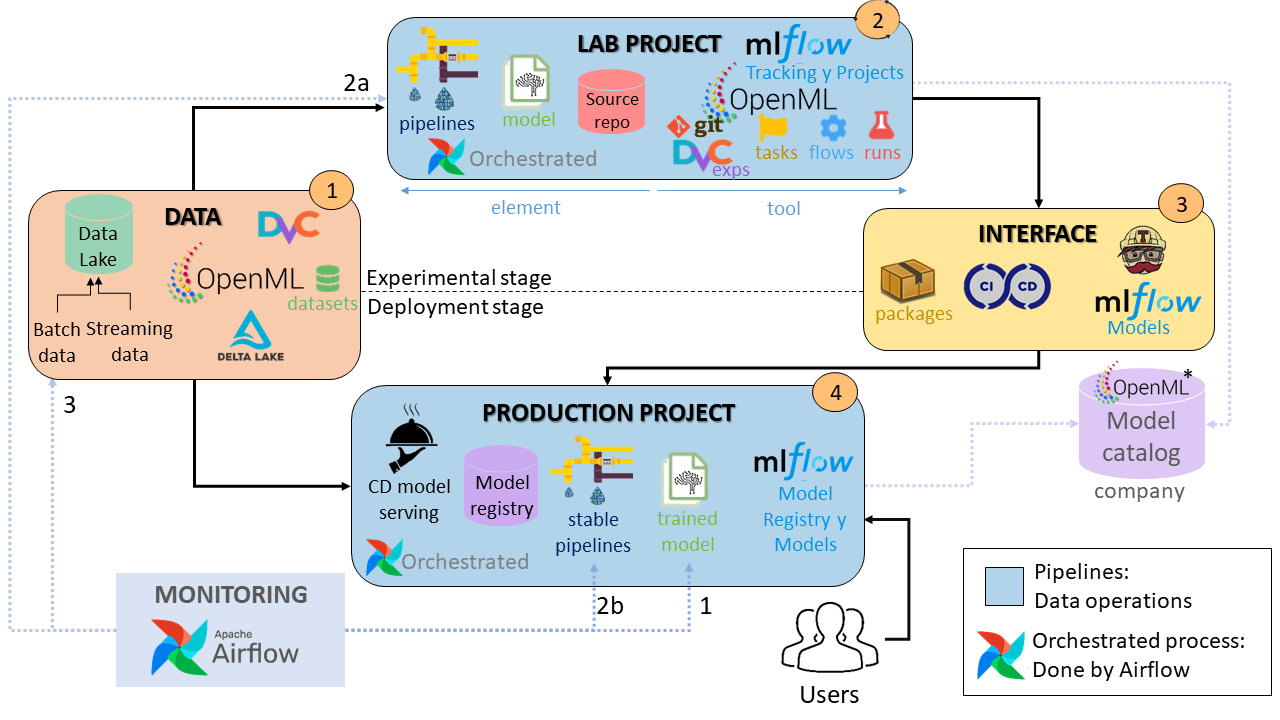 2
LAB PROJECT
mlflow
Tracking y Projects
2a
OpenML
Source
repo
model
pipelines
git
DVC
exps
tasks
flows
runs
Orchestrated
element
tool
1
DATA
DVC
Data
Lake
OpenML
datasets
Batch
data
Streaming
data
DELTA LAKE
Experimental stage
Deployment stage
3
INTERFACE
T
CI
CD
packages
mlflow
Models
3
4
PRODUCTION PROJECT
CD model
serving
Model
registry
stable
pipelines
trained
model
mlflow
Model
Registry y
Models
Orchestrated
OpenML *
Model
catalog
company
MONITORING
Apache
Airflow
2b
1
Users
Pipelines:
Data operations
Orchestrated process:
Done by Airflow